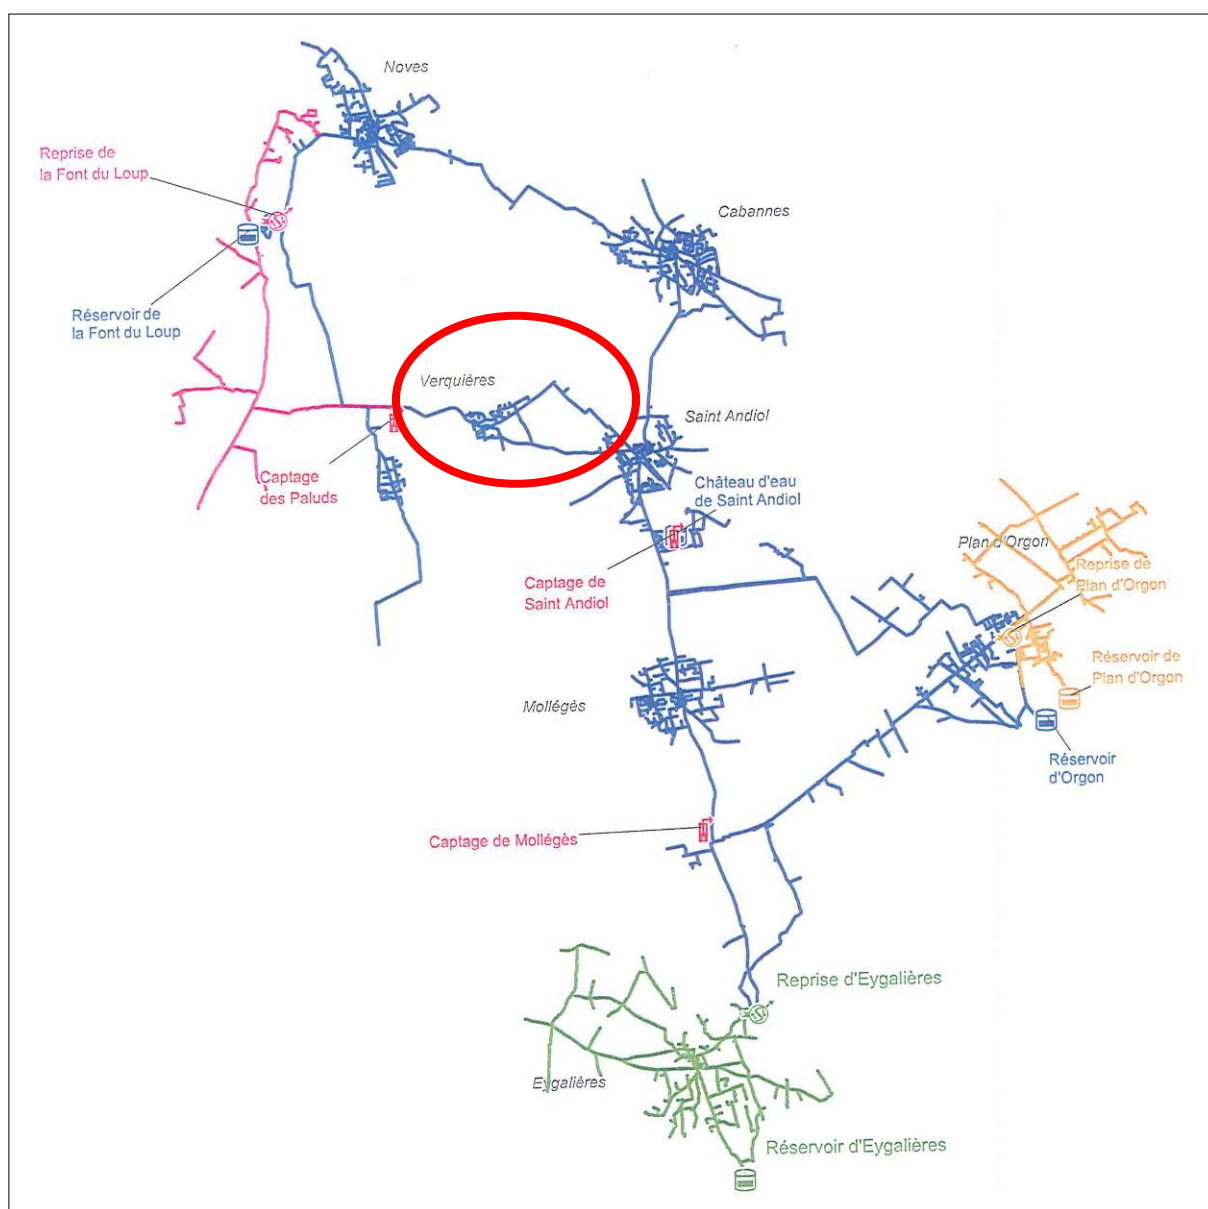 Noves
Reprise de
la Font du Loup
Cabannes
Réservoir de
la Font du Loup
Verquières
Saint Andiol
Captage
des Paluds
Château d'eau
de Saint Andiol
Plan d'Orgon
Reprise de
Plan d'Orgon
Captage de
Saint Andiol
Réservoir de
Plan d'Orgon
Mollégès
Réservoir
d'Orgon
Captage de Mollégès
Reprise d'Eygalières
Eygalières
Réservoir d'Eygalières